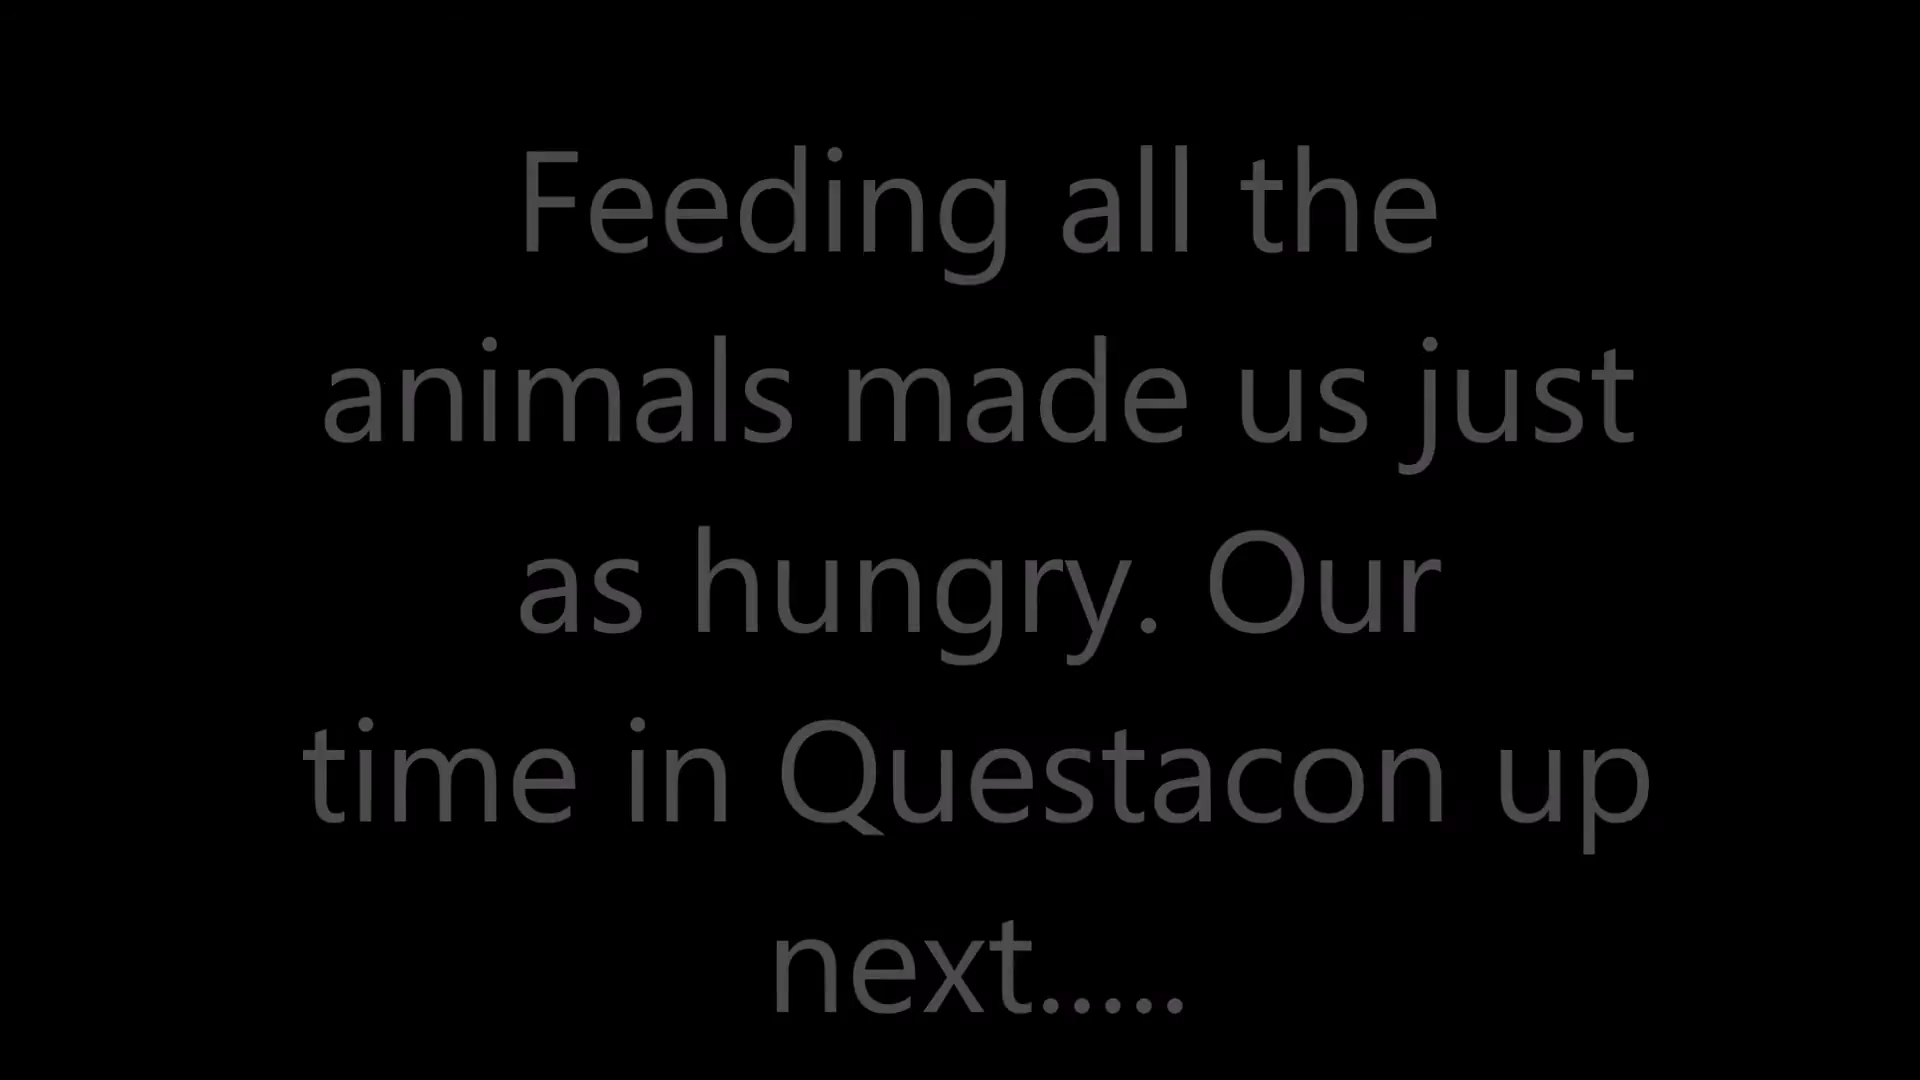 Feeding all the
animals made us just
as hungry. Our
time in Questacon up
next.....